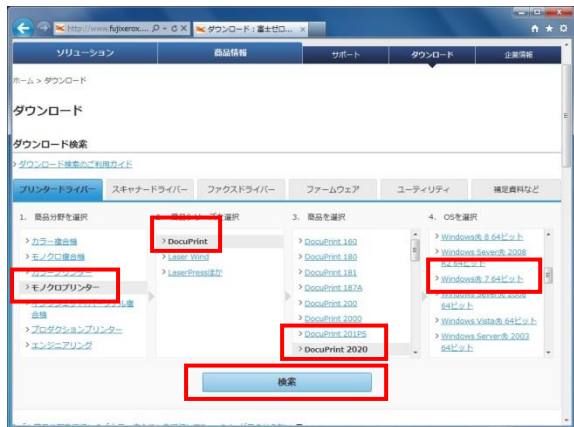 http://www.fujixerox....
ダウンロード : 富士ゼロ...
ソリューション
商品情報
サポート
ダウンロード
企業情報
ホーム > ダウンロード
ダウンロード
ダウンロード検索
> ダウンロード検索のご利用ガイド
プリンタードライバー
スキャナードライバー
ファクスドライバー
ファームウェア
ユーティリティ
補足資料など
1. 商品分野を選択
> カラー複合機
> モノクロ複合機
> カラープリンター
> モノクロプリンター
合機
> プロダクションプリンター
> エンジニアリング
を選択
> DocuPrint
> Laser Wind
> LaserPressほか
3. 商品を選択
> DocuPrint 160
> DocuPrint 180
> DocuPrint 181
> DocuPrint 187A
> DocuPrint 200
> DocuPrint 2000
> DocuPrint 201PS
> DocuPrint 2020
4. OSを選択
> Windows® 8 64ビット
> Windows Sever® 2008
R2 64ビット
> Windows® 7 64ビット
> Windows Sever® 2008
64ビット
> Windows Vista® 64ビット
> Windows Server® 2003
64ビット
検索